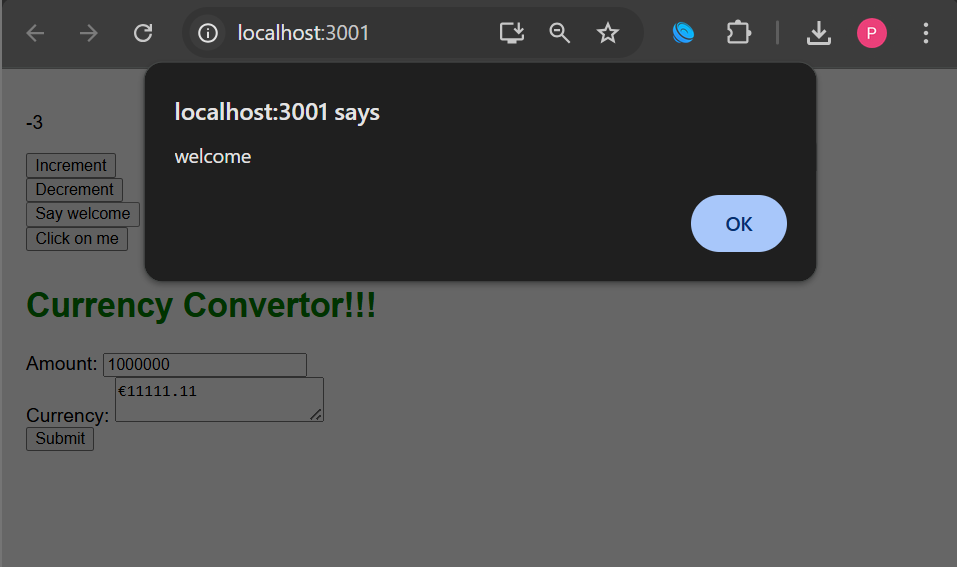 localhost:3001
P
localhost:3001 says
welcome
OK
-3
Increment
Decrement
Say welcome
Click on me
Currency Convertor!!!
Amount: 1000000
€11111.11
Currency:
Submit